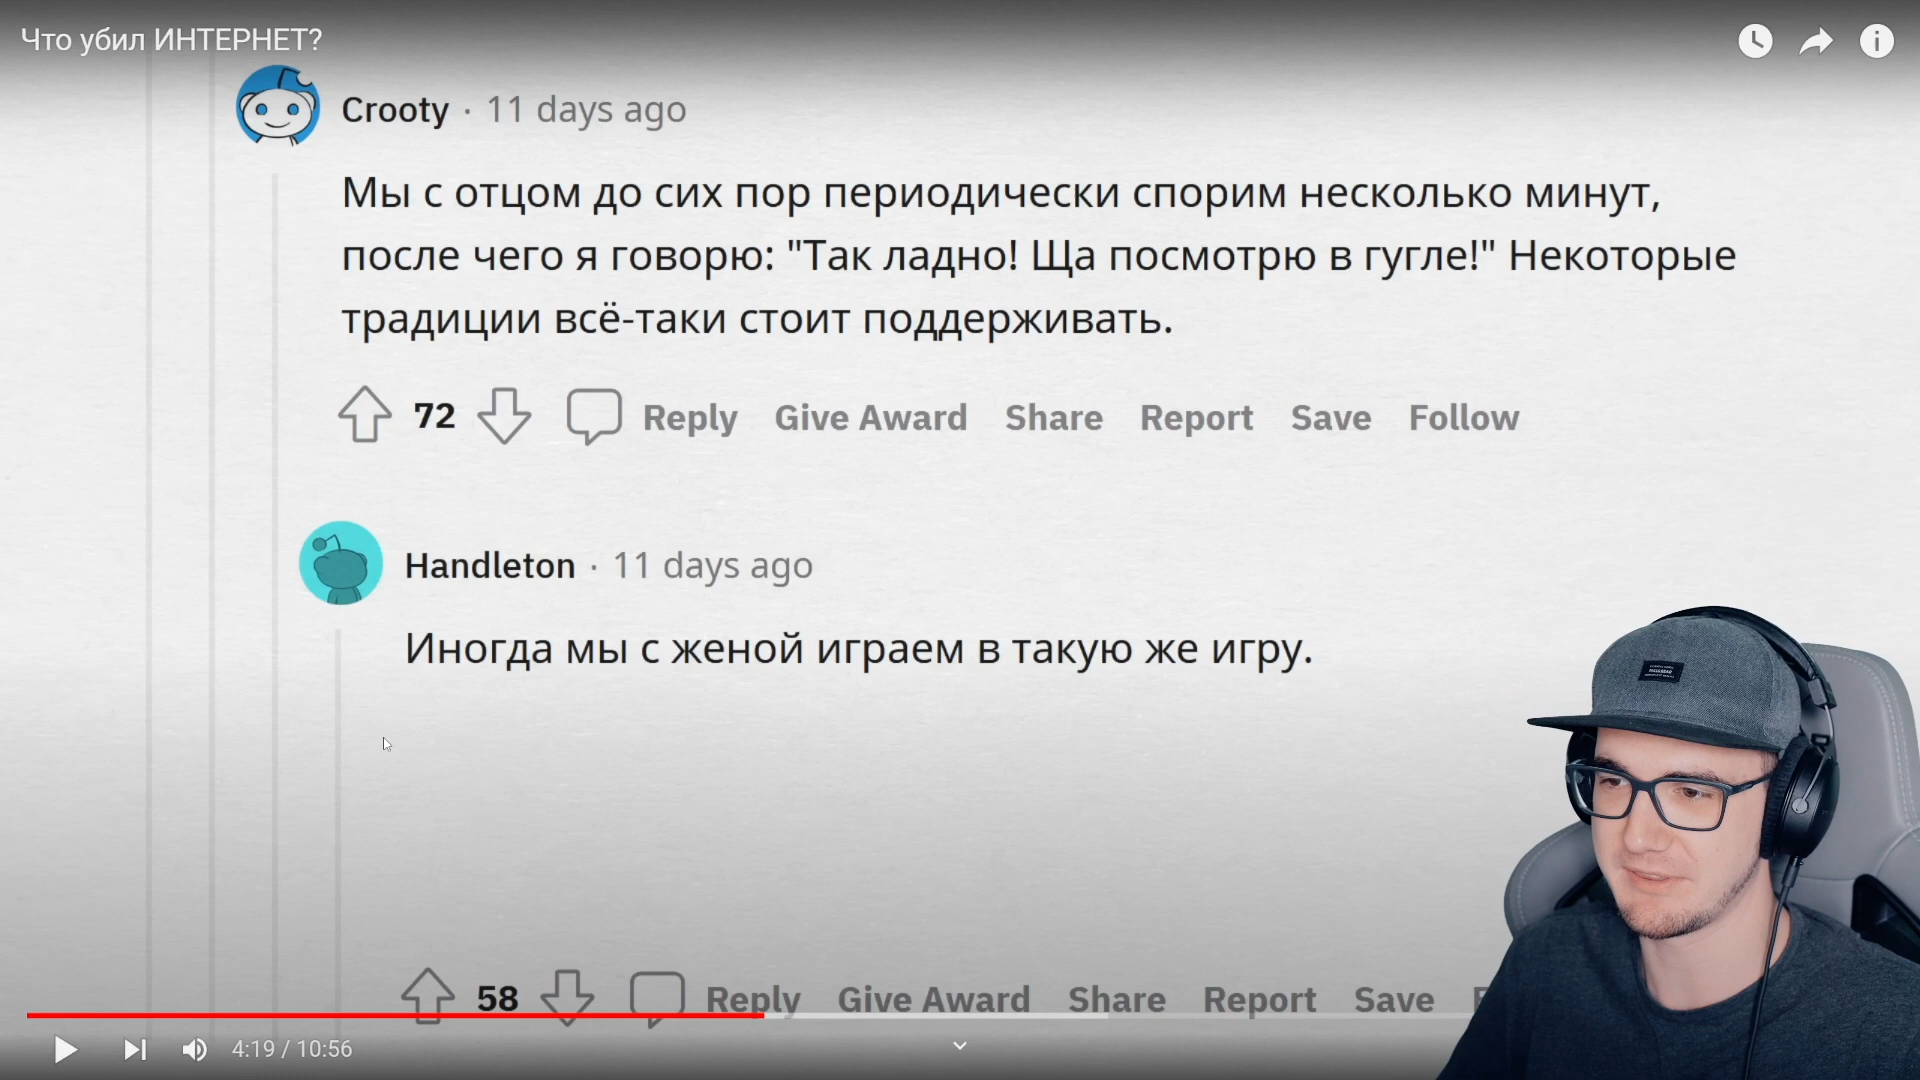 Что убил ИНТЕРНЕТ?
Crooty · 11 days ago
Мы с отцом до сих пор периодически спорим несколько минут,
после чего я говорю: "Так ладно! Ща посмотрю в гугле!" Некоторые
традиции всё-таки стоит поддерживать.
72 Reply Give Award Share Report Save Follow
Handleton · 11 days ago
Иногда мы с женой играем в такую же игру.
58 Reply Give Award Share Report Save
4:19 / 10:56